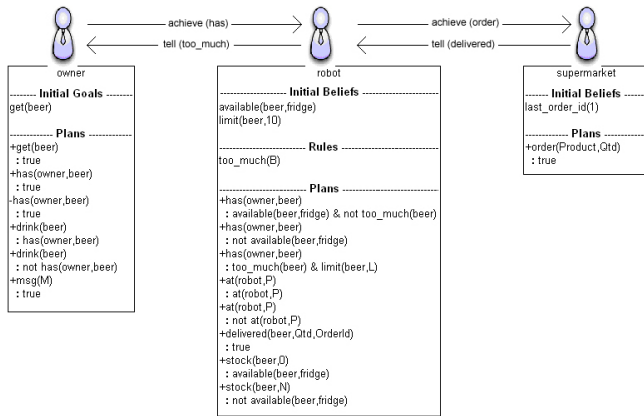 achieve (has)
tell (too_much)
achieve (order)
tell (delivered)
owner
-------- Initial Goals --------
get(beer)
------------ Plans ------------
+get(beer)
: true
+has(owner,beer)
: true
-has(owner,beer)
: true
+drink(beer)
: has(owner,beer)
+drink(beer)
: not has(owner,beer)
+msg(M)
: true
robot
-------------------- Initial Beliefs --------------------
available(beer,fridge)
limit(beer,10)
-------------------- Rules --------------------
too_much(B)
-------------------- Plans --------------------
+has(owner,beer)
: available(beer,fridge) & not too_much(beer)
+has(owner,beer)
: not available(beer,fridge)
+has(owner,beer)
: too_much(beer) & limit(beer,L)
+at(robot,P)
: at(robot,P)
+at(robot,P)
: not at(robot,P)
+delivered(beer,Qtd,OrderId)
: true
+stock(beer,0)
: available(beer,fridge)
+stock(beer,N)
: not available(beer,fridge)
supermarket
------- Initial Beliefs -------
last_order_id(1)
------------ Plans ------------
+order(Product,Qtd)
: true